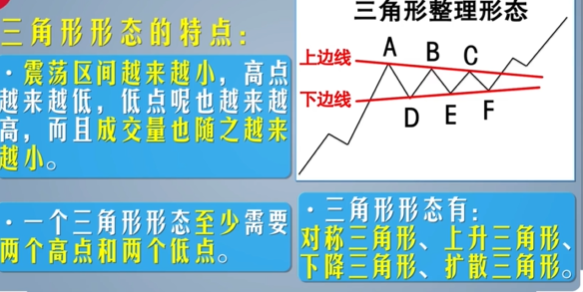 三角形形态的特点：
·震荡区间越来越小，高点
越来越低，低点呢也越来越
高，而且成交量也随之越来
越小。
·一个三角形形态至少需要
两个高点和两个低点。
三角形整理形态
上边线
A B C
下边线
D E F
·三角形形态有：
对称三角形、上升三角形、
下降三角形、扩散三角形。